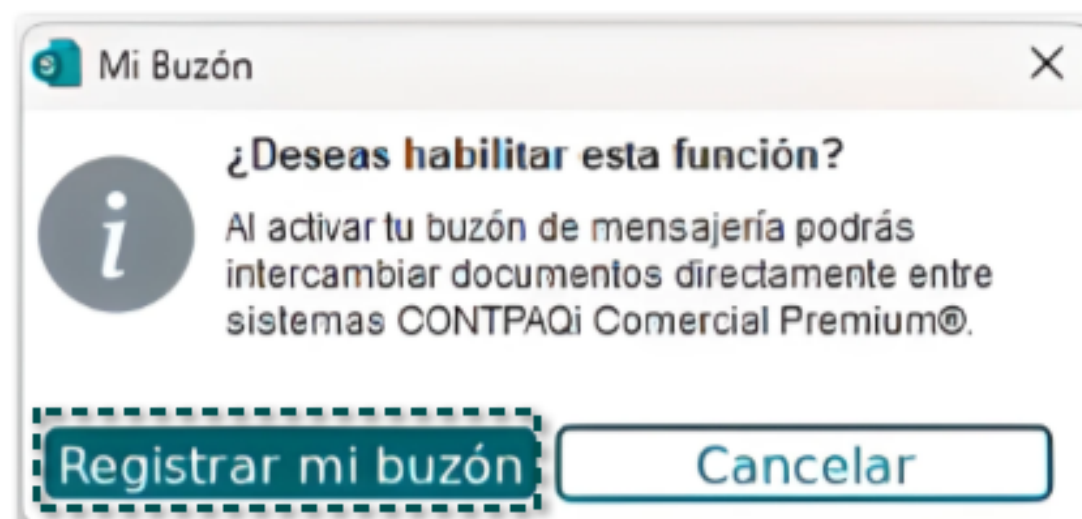 Mi Buzón
¿Deseas habilitar esta función?
Al activar tu buzón de mensajería podrás
intercambiar documentos directamente entre
sistemas CONTPAQi Comercial Premium®.
Registrar mi buzón
Cancelar